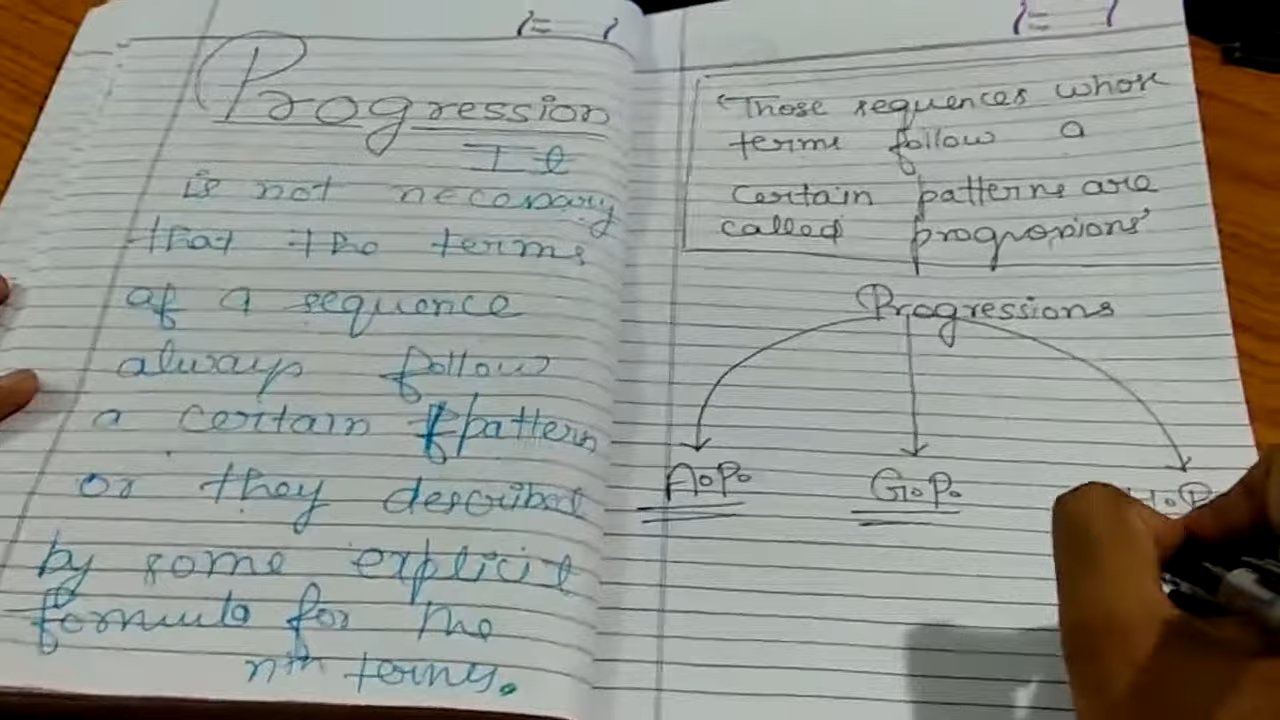 Progression
It
is not necessary
that the terms
of a sequence
always follow
a certain pattern
or they described
by some explicit
formula for the
nth terms.
"Those sequences whose
terms follow a
certain patterns are
called progressions"
Progressions
A.P.
G.P.
H.P